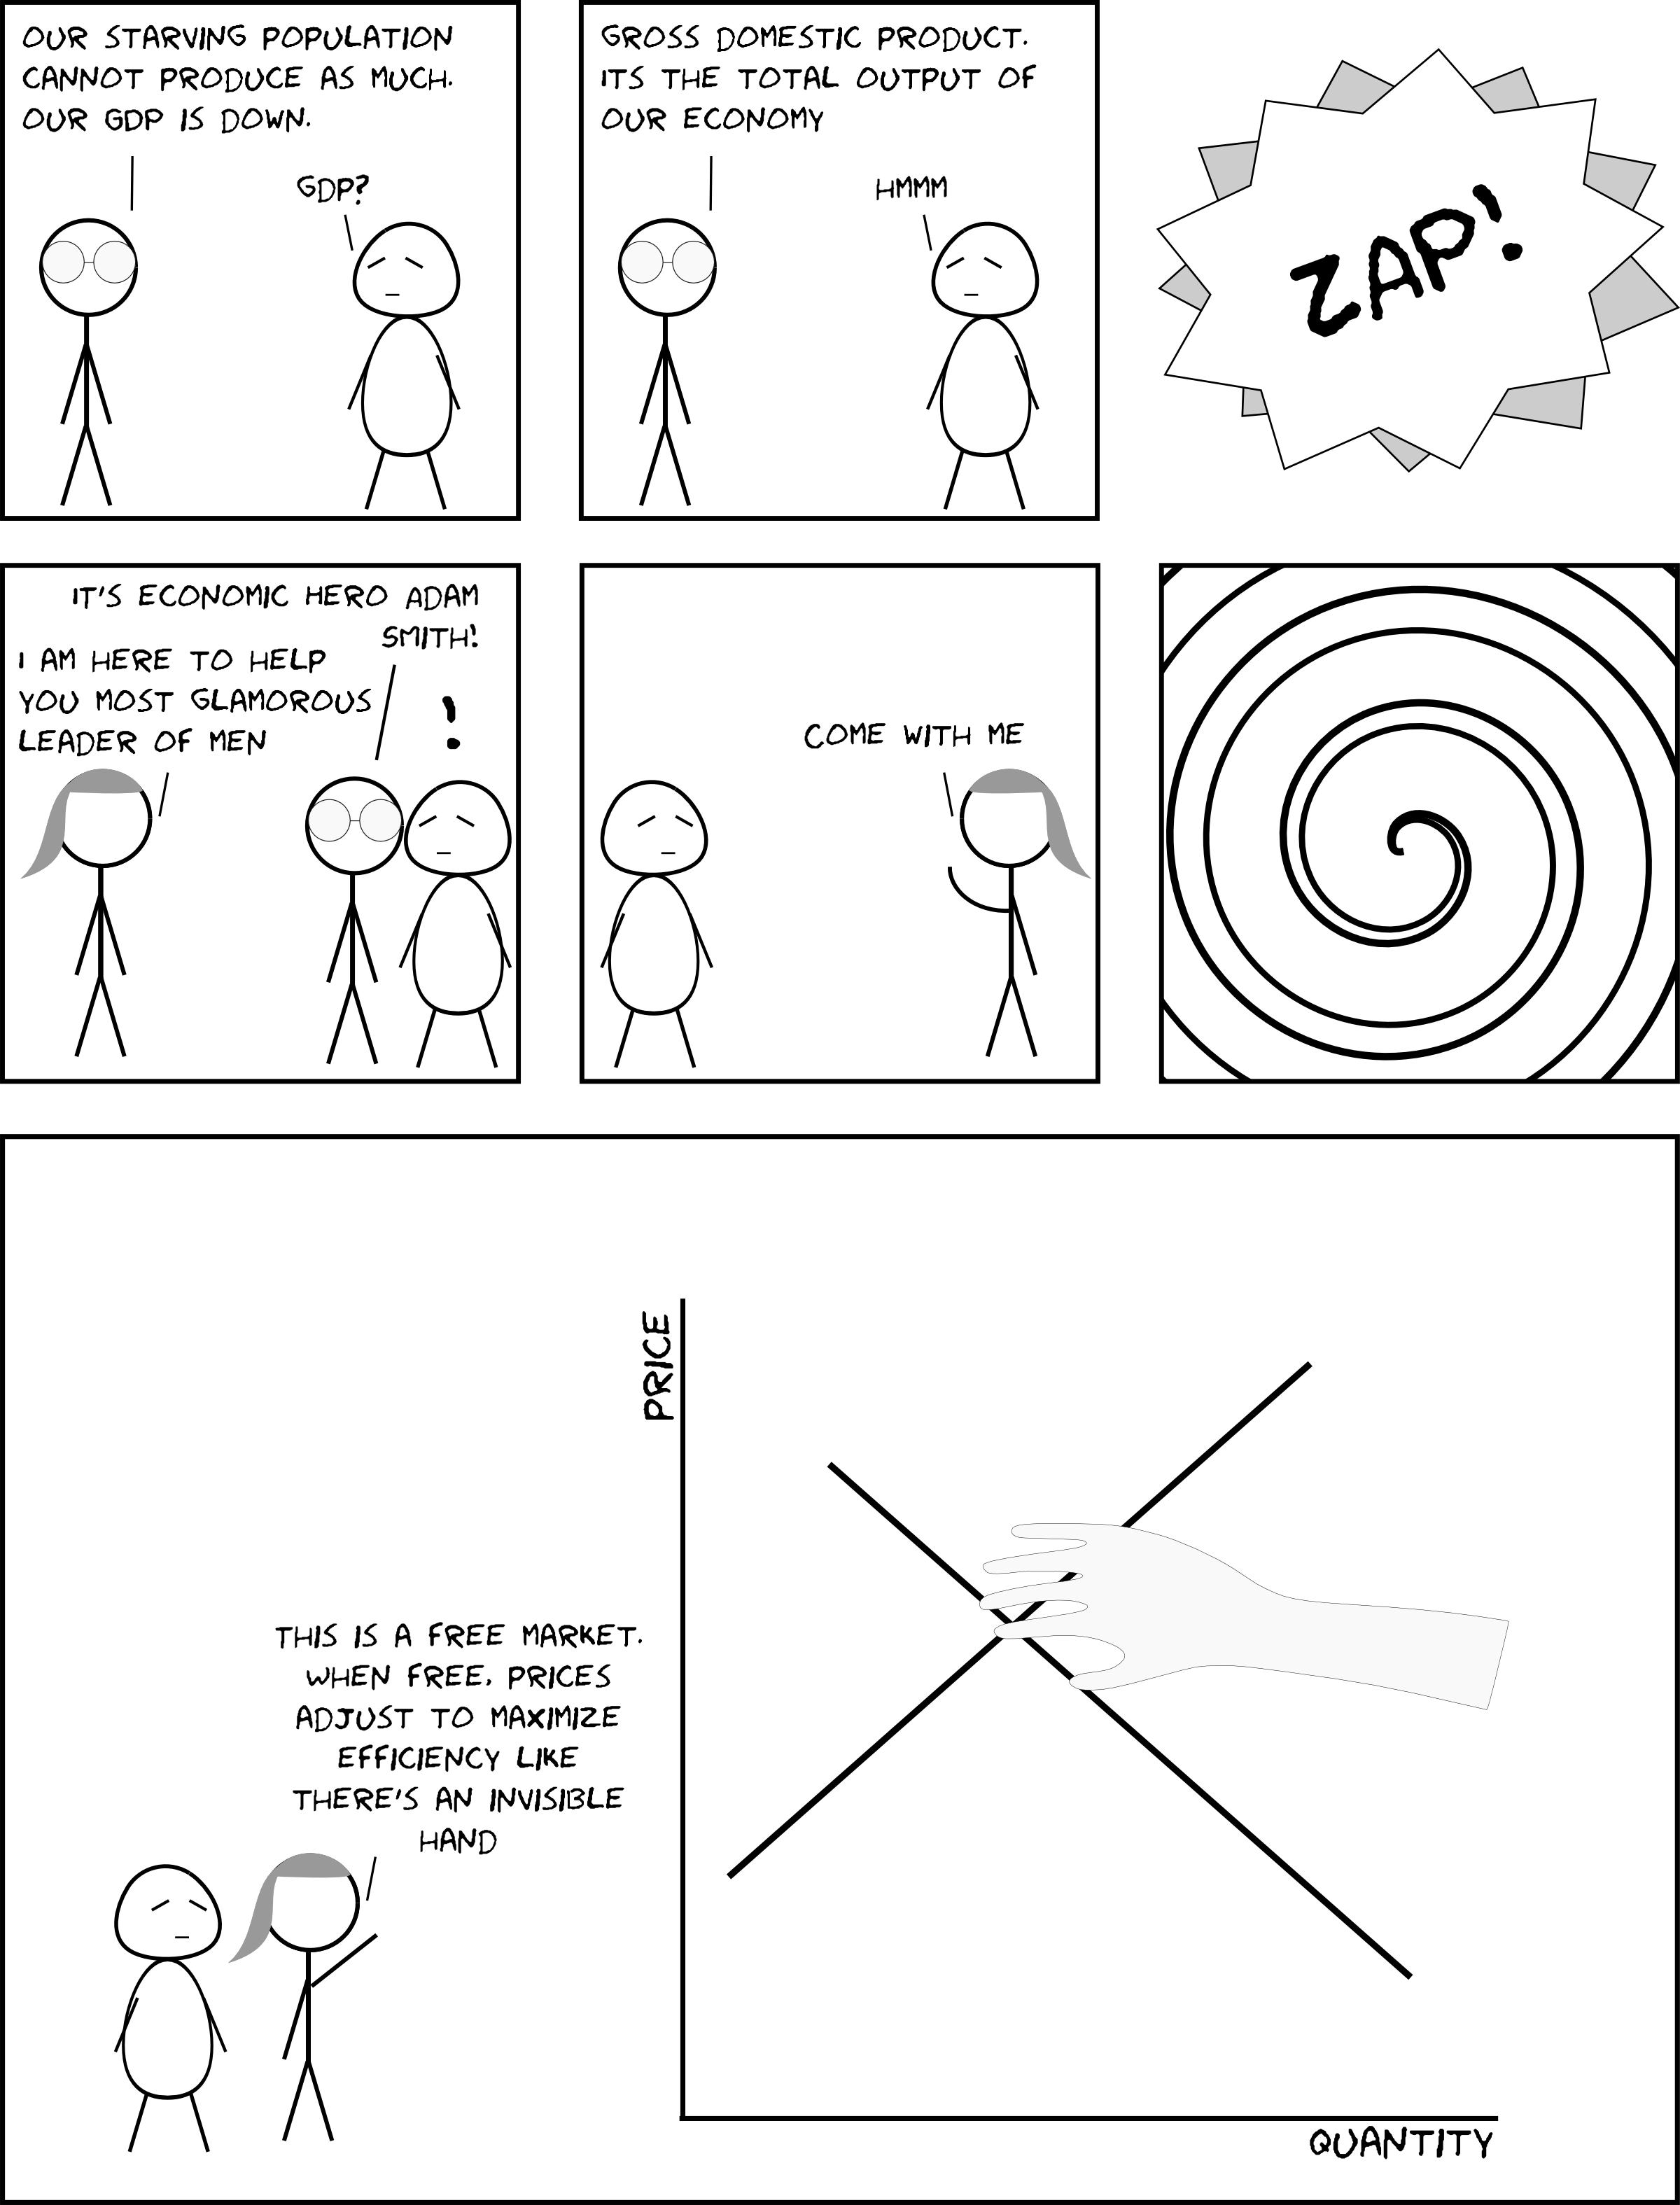 OUR STARVING POPULATION
CANNOT PRODUCE AS MUCH.
OUR GDP IS DOWN.
GDP?
GROSS DOMESTIC PRODUCT.
ITS THE TOTAL OUTPUT OF
OUR ECONOMY
HMMM
ZAP!
IT'S ECONOMIC HERO ADAM
SMITH!
I AM HERE TO HELP
YOU MOST GLAMOROUS
LEADER OF MEN
!
COME WITH ME
PRICE
THIS IS A FREE MARKET.
WHEN FREE, PRICES
ADJUST TO MAXIMIZE
EFFICIENCY LIKE
THERE'S AN INVISIBLE
HAND
QUANTITY